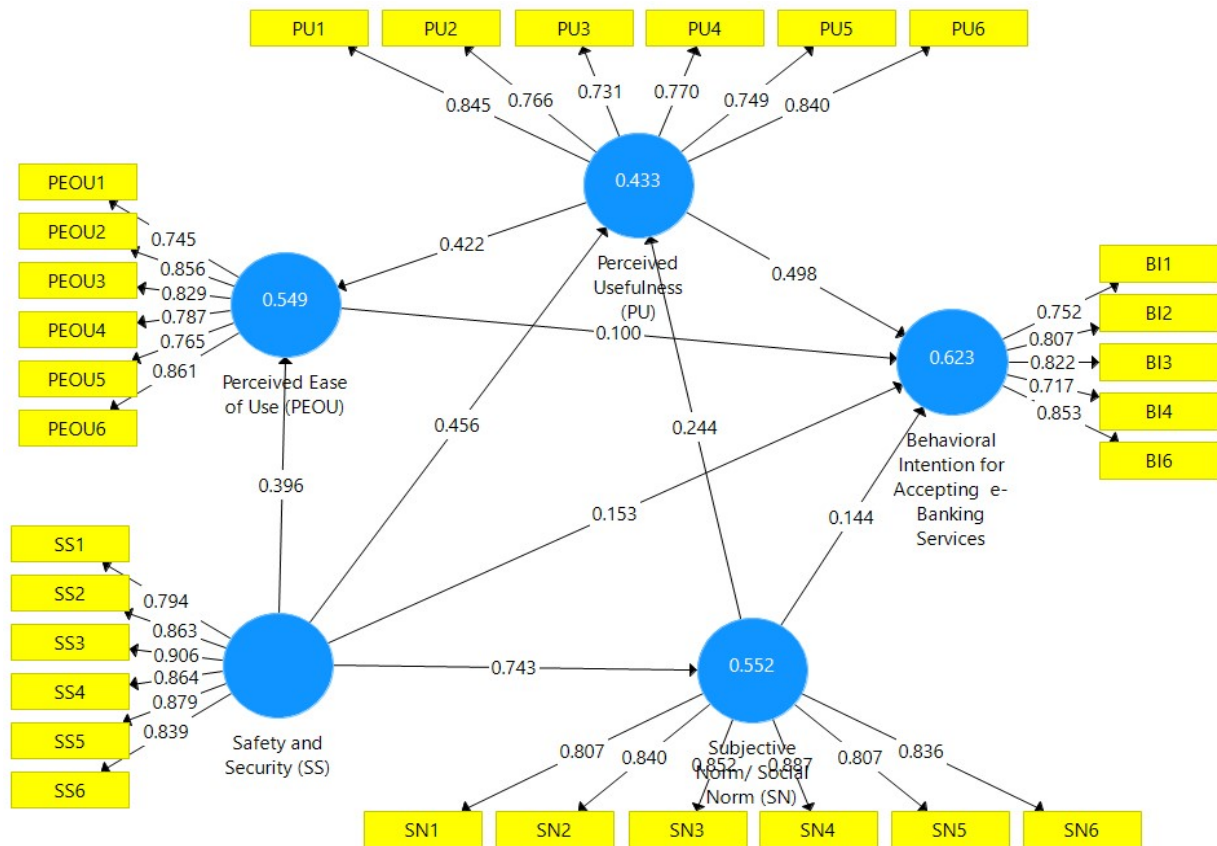 PU1 PU2 PU3 PU4 PU5 PU6
0.845 0.766 0.731 0.770 0.749 0.840
0.433
Perceived
Usefulness
(PU)
PEOU1
PEOU2
PEOU3
PEOU4
PEOU5
PEOU6
0.745
0.856
0.829
0.787
0.765
0.861
0.549
Perceived Ease
of Use (PEOU)
0.422
0.498
0.100
0.456
0.244
0.396
0.153
0.144
0.743
BI1
BI2
BI3
BI4
BI6
0.752
0.807
0.822
0.717
0.853
0.623
Behavioral
Intention for
Accepting e-
Banking
Services
SS1
SS2
SS3
SS4
SS5
SS6
0.794
0.863
0.906
0.864
0.879
0.839
Safety and
Security (SS)
0.552
Subjective
Norm/ Social
Norm (SN)
0.807 0.840 0.852 0.887 0.807 0.836
SN1 SN2 SN3 SN4 SN5 SN6